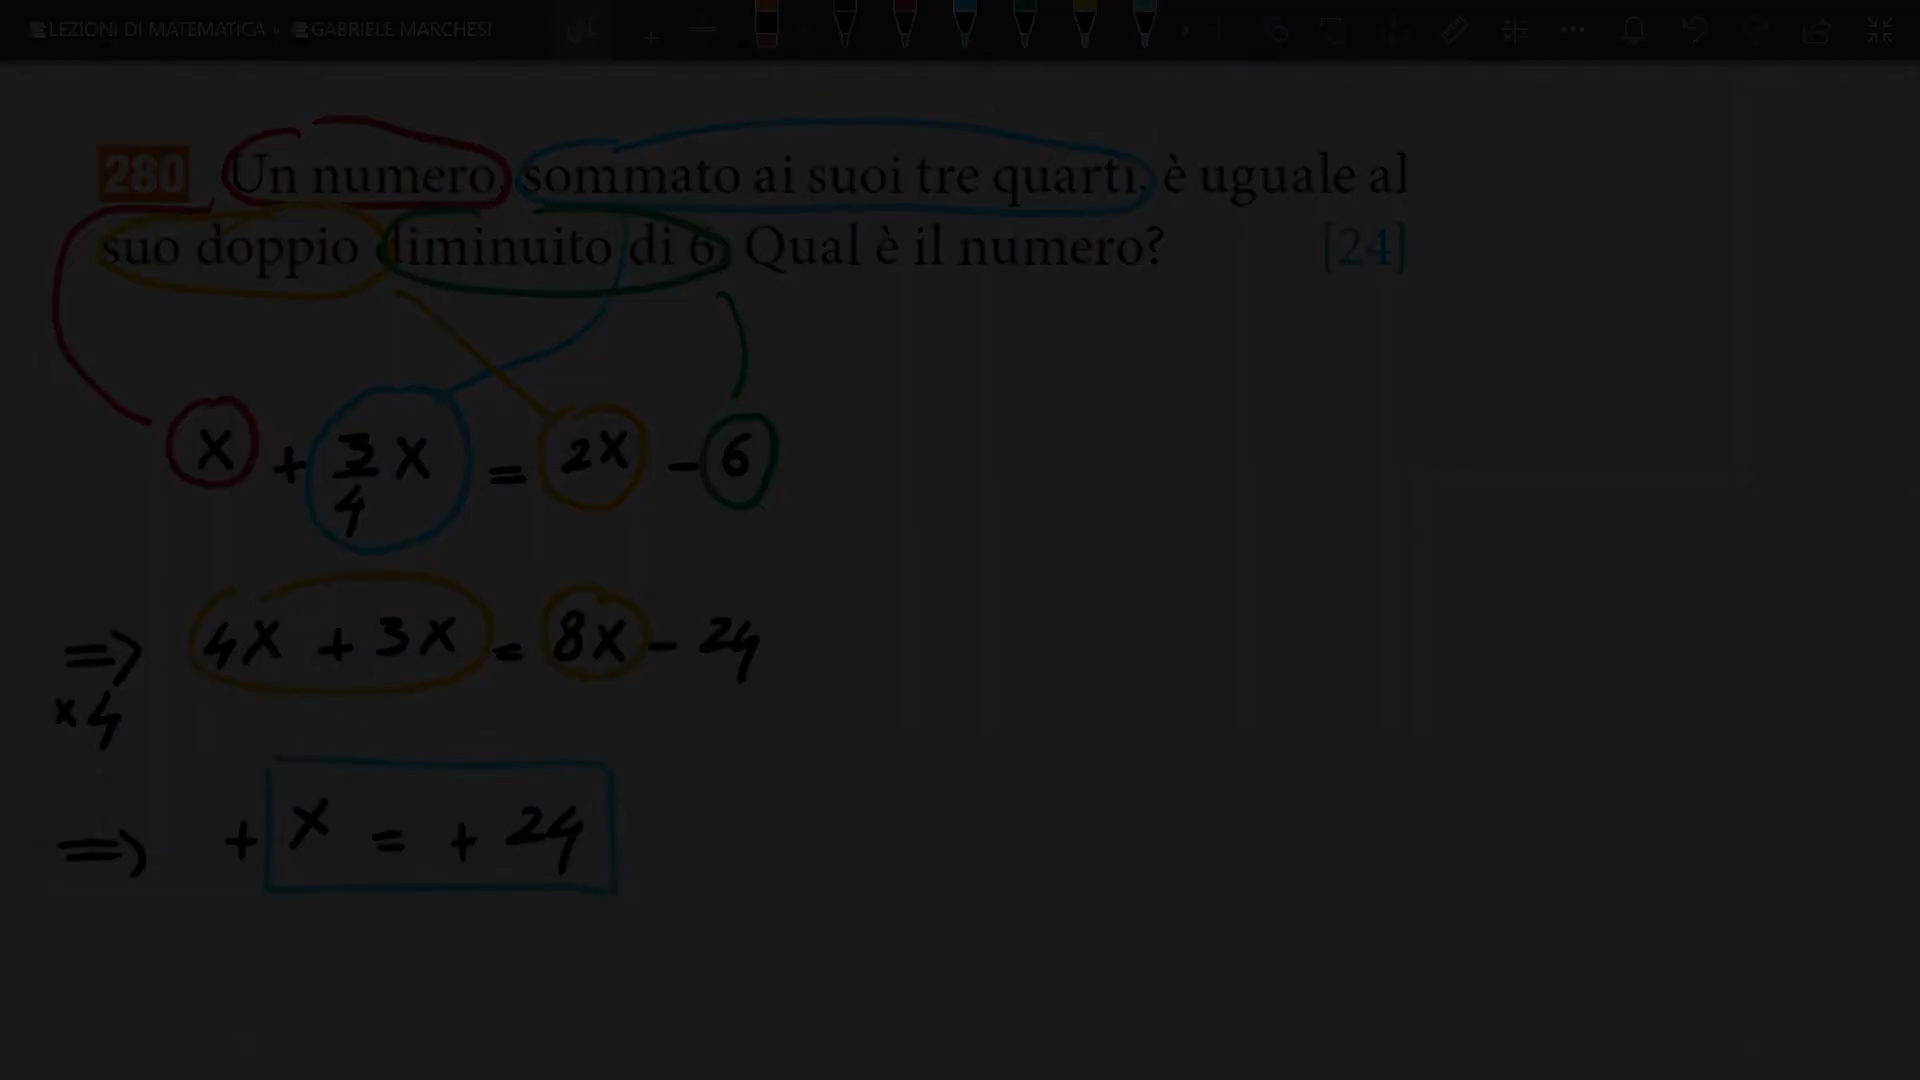 LEZIONI DI MATEMATICA » GABRIELE MARCHESI
280 Un numero, sommato ai suoi tre quarti, è uguale al
suo doppio diminuito di 6. Qual è il numero? [24]
x + 3/4 x = 2x - 6
=> 4x + 3x = 8x - 24
x4
=> + x = + 24